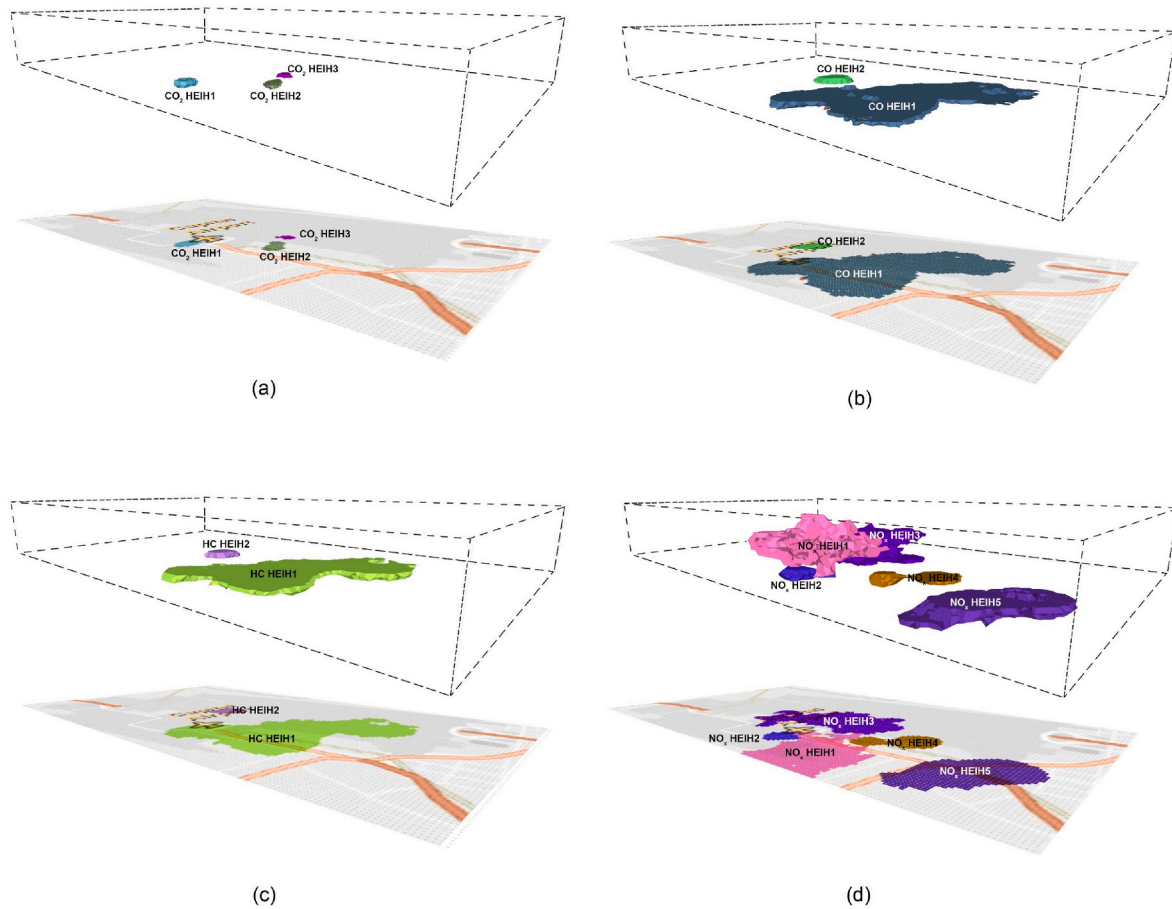 CO₂ HEIH3
CO₂ HEIH1
CO₂ HEIH2
Airport
CO₂ HEIH3
CO₂ HEIH1
CO₂ HEIH2
(a)
CO HEIH2
CO HEIH1
CO HEIH2
CO HEIH1
(b)
HC HEIH2
HC HEIH1
HC HEIH2
HC HEIH1
(c)
NOₓ HEIH3
NOₓ HEIH1
NOₓ HEIH4
NOₓ HEIH2
NOₓ HEIH5
NOₓ HEIH3
NOₓ HEIH2
NOₓ HEIH4
NOₓ HEIH1
NOₓ HEIH5
(d)